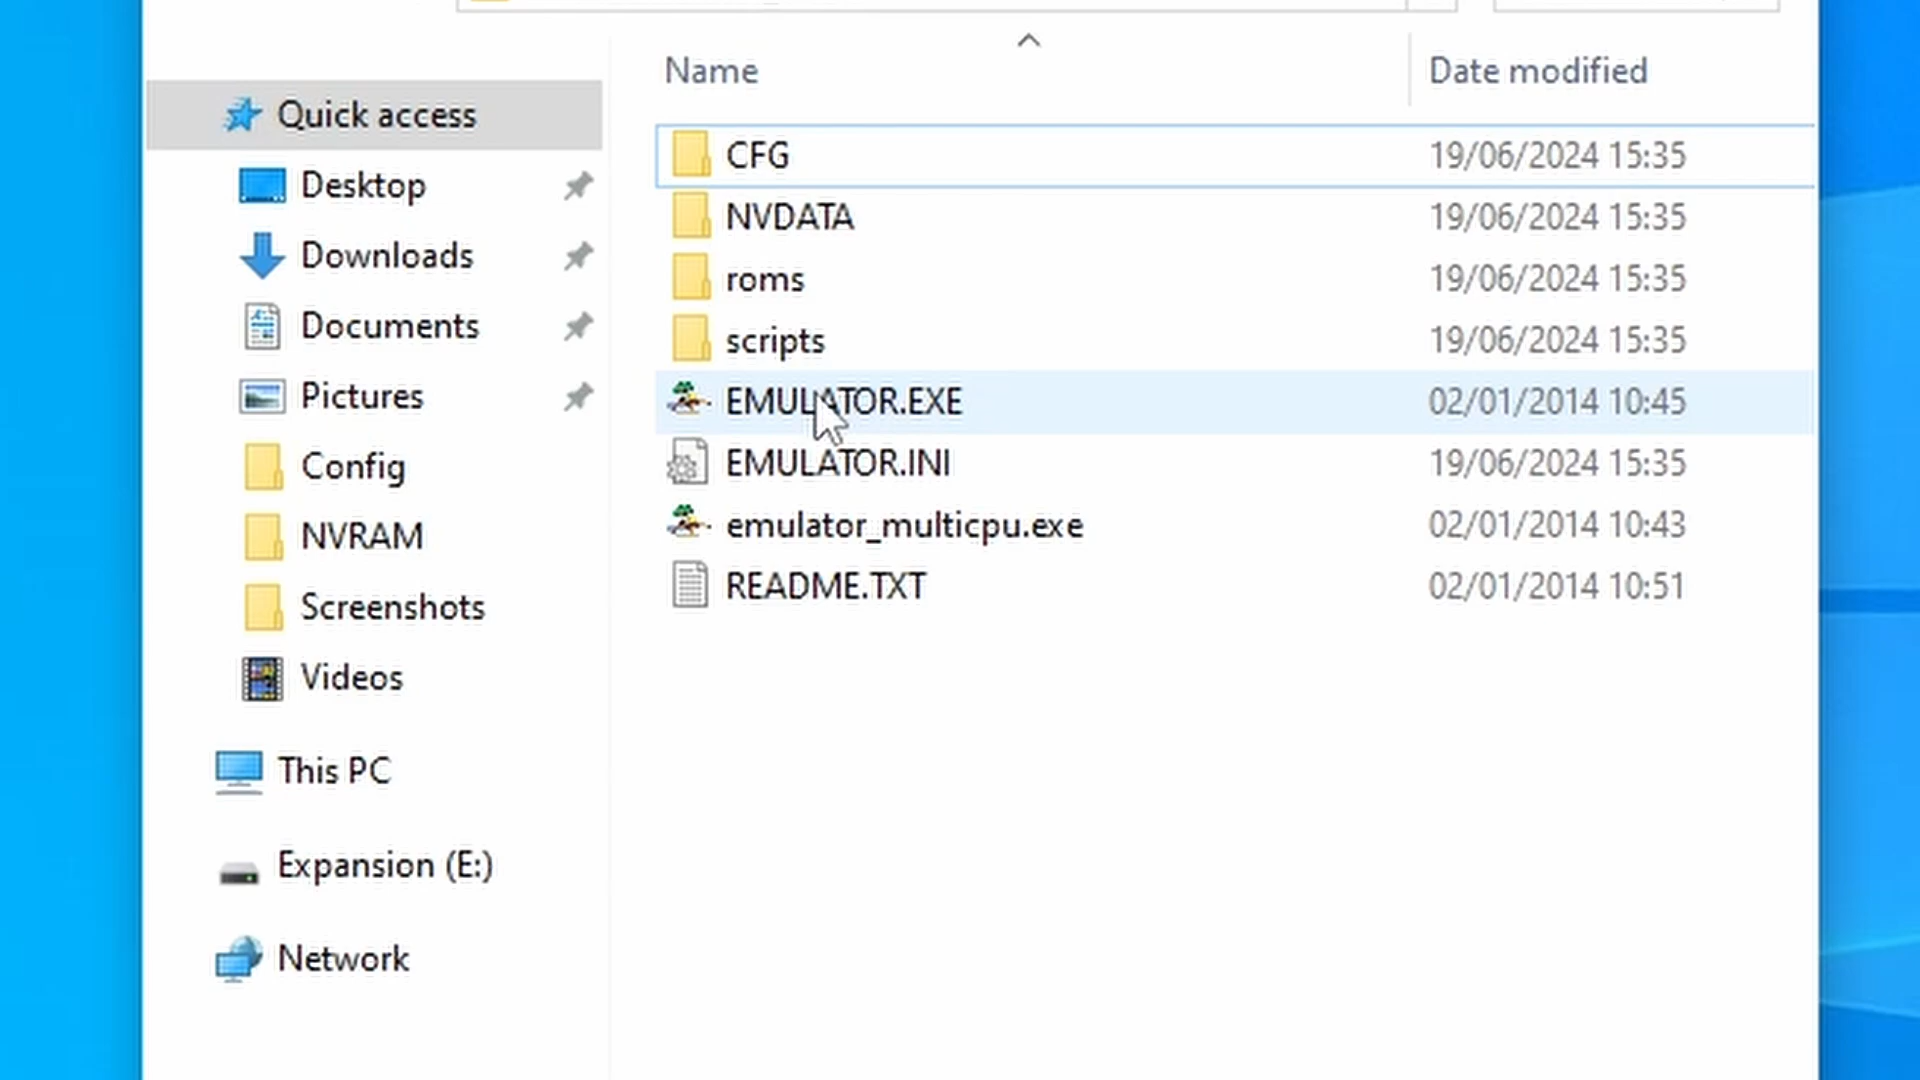 Name Date modified
Quick access
Desktop
Downloads
Documents
Pictures
Config
NVRAM
Screenshots
Videos
This PC
Expansion (E:)
Network
CFG 19/06/2024 15:35
NVDATA 19/06/2024 15:35
roms 19/06/2024 15:35
scripts 19/06/2024 15:35
EMULATOR.EXE 02/01/2014 10:45
EMULATOR.INI 19/06/2024 15:35
emulator_multicpu.exe 02/01/2014 10:43
README.TXT 02/01/2014 10:51